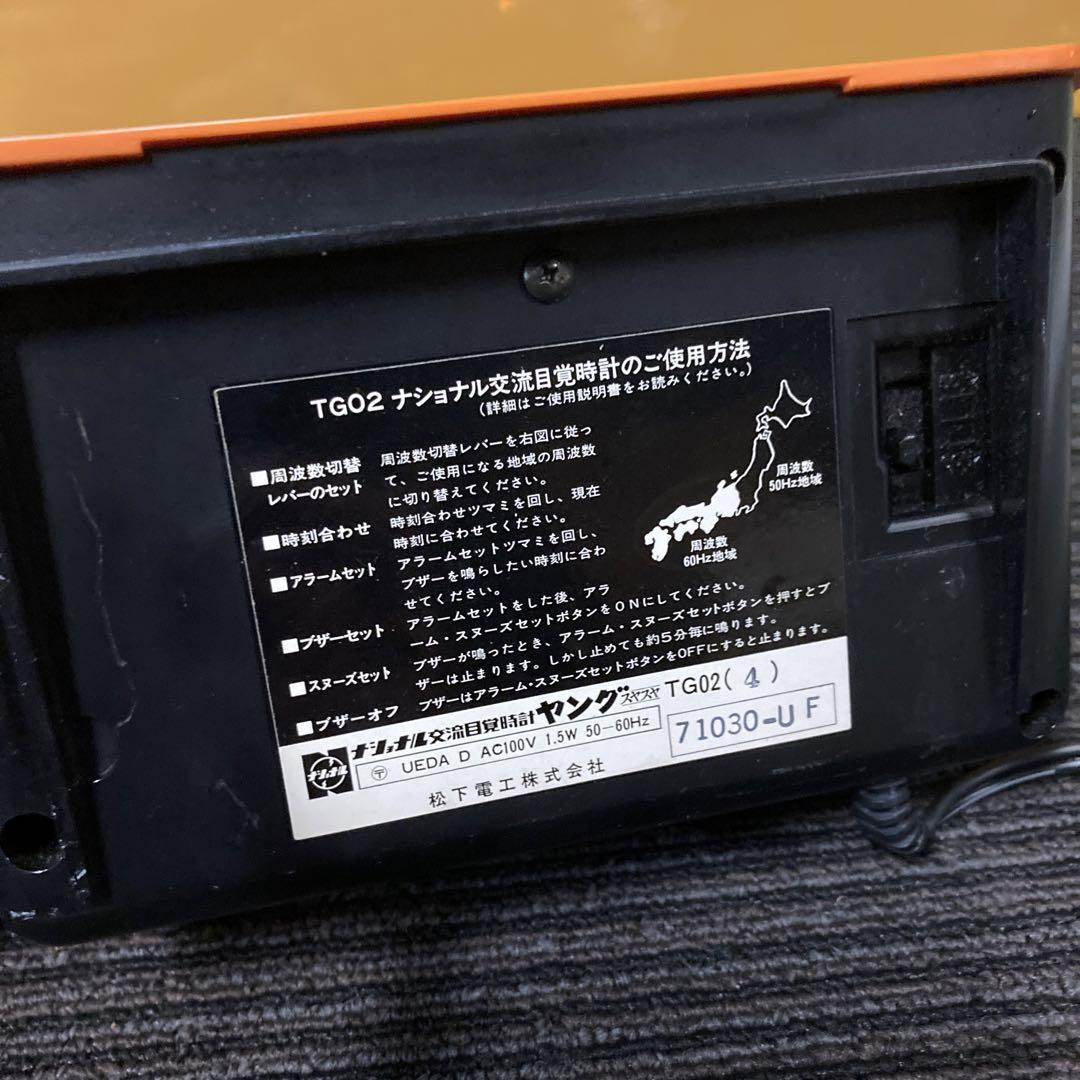 TG02 ナショナル交流目覚時計のご使用方法
(詳細はご使用説明書をお読みください。)
■周波数切替
レバーのセット
周波数切替レバーを右図に従っ
て、ご使用になる地域の周波数
に切り替えてください。
■時刻合わせ
時刻合わせツマミを回し、現在
時刻に合わせてください。
■アラームセット
アラームセットツマミを回し、
ブザーを鳴らしたい時刻に合わ
せてください。
■ブザーセット
アラームセットをした後、アラ
ーム・スヌーズセットボタンをONにしてください。
■スヌーズセット
ブザーが鳴ったとき、アラーム・スヌーズセットボタンを押すとブ
ザーは止まります。しかし止めても約5分毎に鳴ります。
■ブザーオフ
ブザーはアラーム・スヌーズセットボタンをOFFにすると止まります。
周波数
50Hz地域
周波数
60Hz地域
ナショナル
ナショナル交流目覚時計ヤングスヤスヤ TG02(4)
〒 UEDA D AC100V 1.5W 50-60Hz
71030-U F
松下電工株式会社